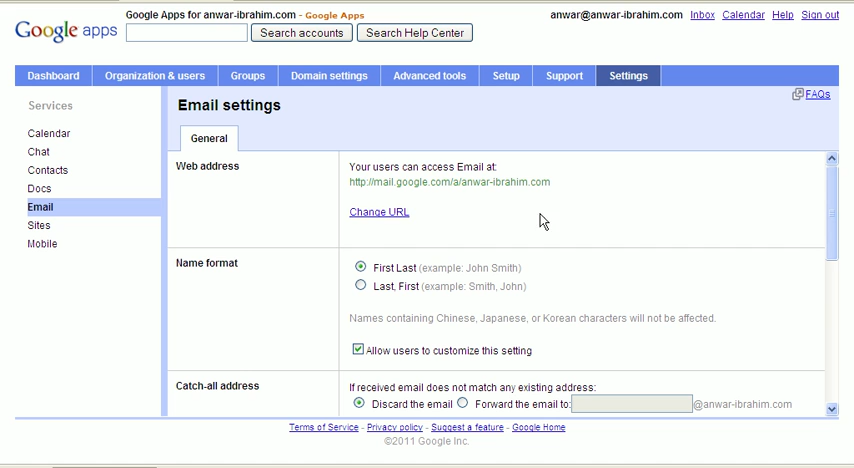 Google apps
Google Apps for anwar-ibrahim.com - Google Apps
Search accounts Search Help Center
anwar@anwar-ibrahim.com Inbox Calendar Help Sign out
Dashboard Organization & users Groups Domain settings Advanced tools Setup Support Settings
Services
Calendar
Chat
Contacts
Docs
Email
Sites
Mobile
Email settings
FAQs
General
Web address
Your users can access Email at:
http://mail.google.com/a/anwar-ibrahim.com
Change URL
Name format
First Last (example: John Smith)
Last, First (example: Smith, John)
Names containing Chinese, Japanese, or Korean characters will not be affected.
Allow users to customize this setting
Catch-all address
If received email does not match any existing address:
Discard the email Forward the email to: @anwar-ibrahim.com
Terms of Service - Privacy policy - Suggest a feature - Google Home
©2011 Google Inc.